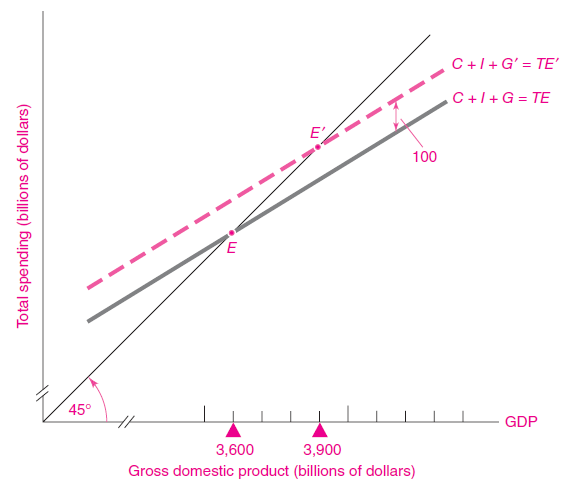 Total spending (billions of dollars)
C + I + G′ = TE′
C + I + G = TE
E′
100
E
45°
GDP
3,600
3,900
Gross domestic product (billions of dollars)